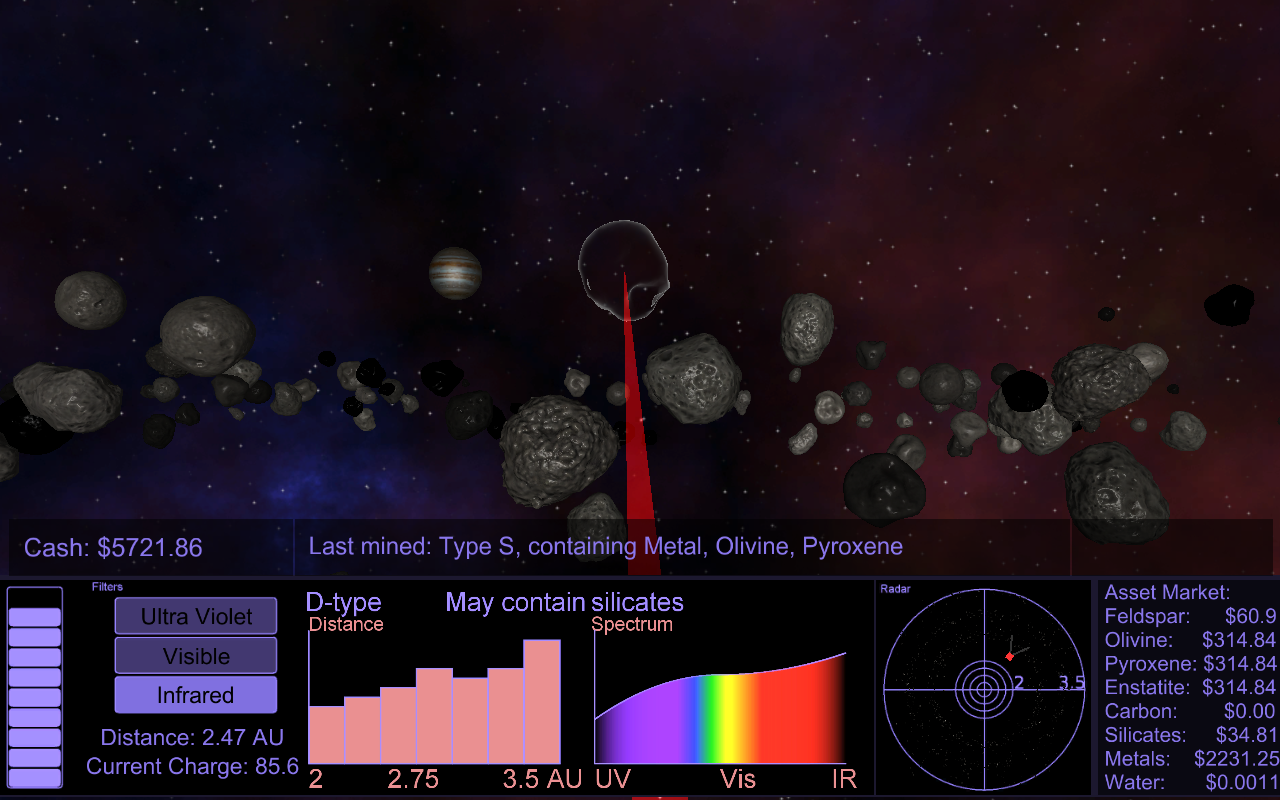 Cash: $5721.86
Last mined: Type S, containing Metal, Olivine, Pyroxene
Filters
Ultra Violet
Visible
Infrared
Distance: 2.47 AU
Current Charge: 85.6
D-type
May contain silicates
Distance
2 2.75 3.5 AU
Spectrum
UV Vis IR
Radar
2 3.5
Asset Market:
Feldspar: $60.9
Olivine: $314.84
Pyroxene: $314.84
Enstatite: $314.84
Carbon: $0.00
Silicates: $34.81
Metals: $2231.25
Water: $0.0011